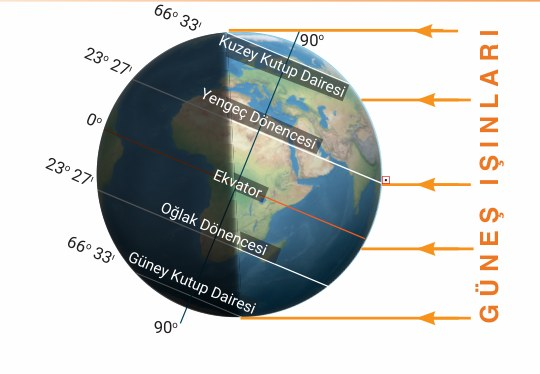 66° 33'
90°
Kuzey Kutup Dairesi
23° 27'
Yengeç Dönencesi
0°
Ekvator
23° 27'
Oğlak Dönencesi
66° 33'
Güney Kutup Dairesi
90°
GÜNEŞ IŞINLARI